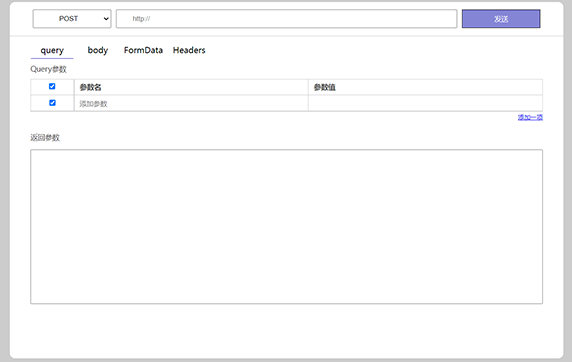 POST http:// 发送
query body FormData Headers
Query参数
参数名 参数值
添加参数
添加一项
返回参数